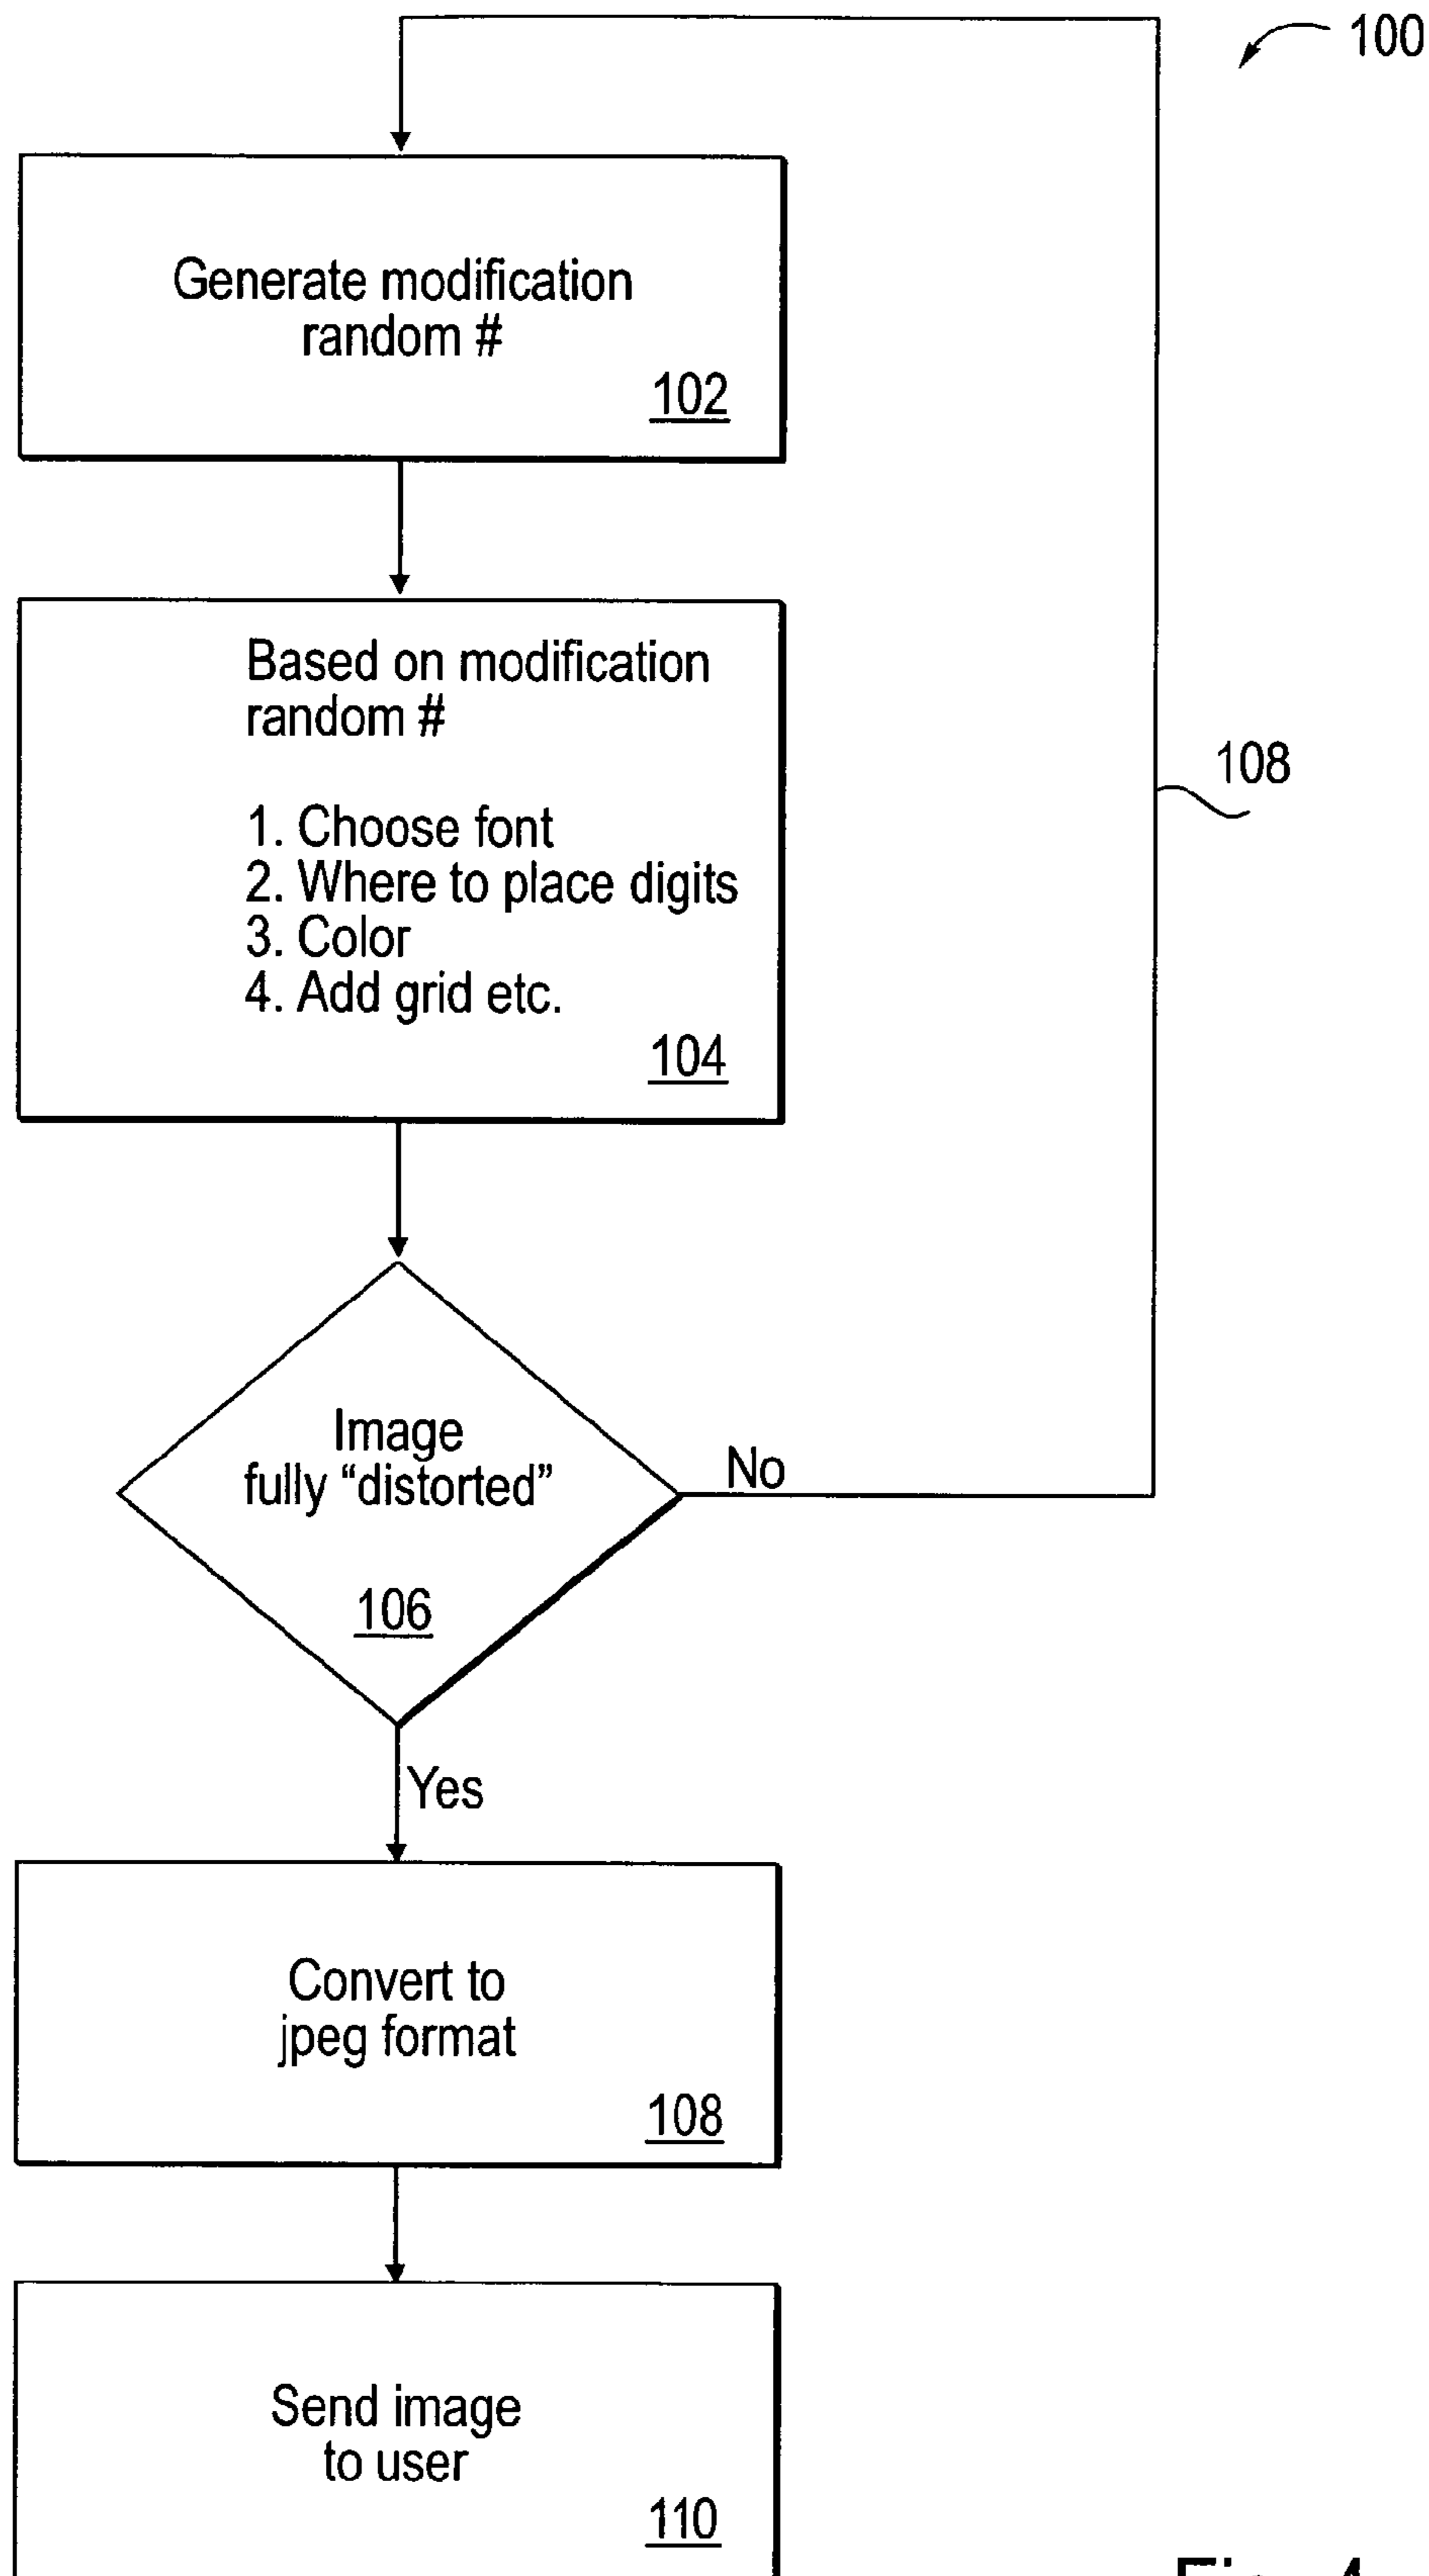 100
Generate modification
random #
102
Based on modification
random #
1. Choose font
2. Where to place digits
3. Color
4. Add grid etc.
104
108
Image
fully “distorted”
106
No
Yes
Convert to
jpeg format
108
Send image
to user
110